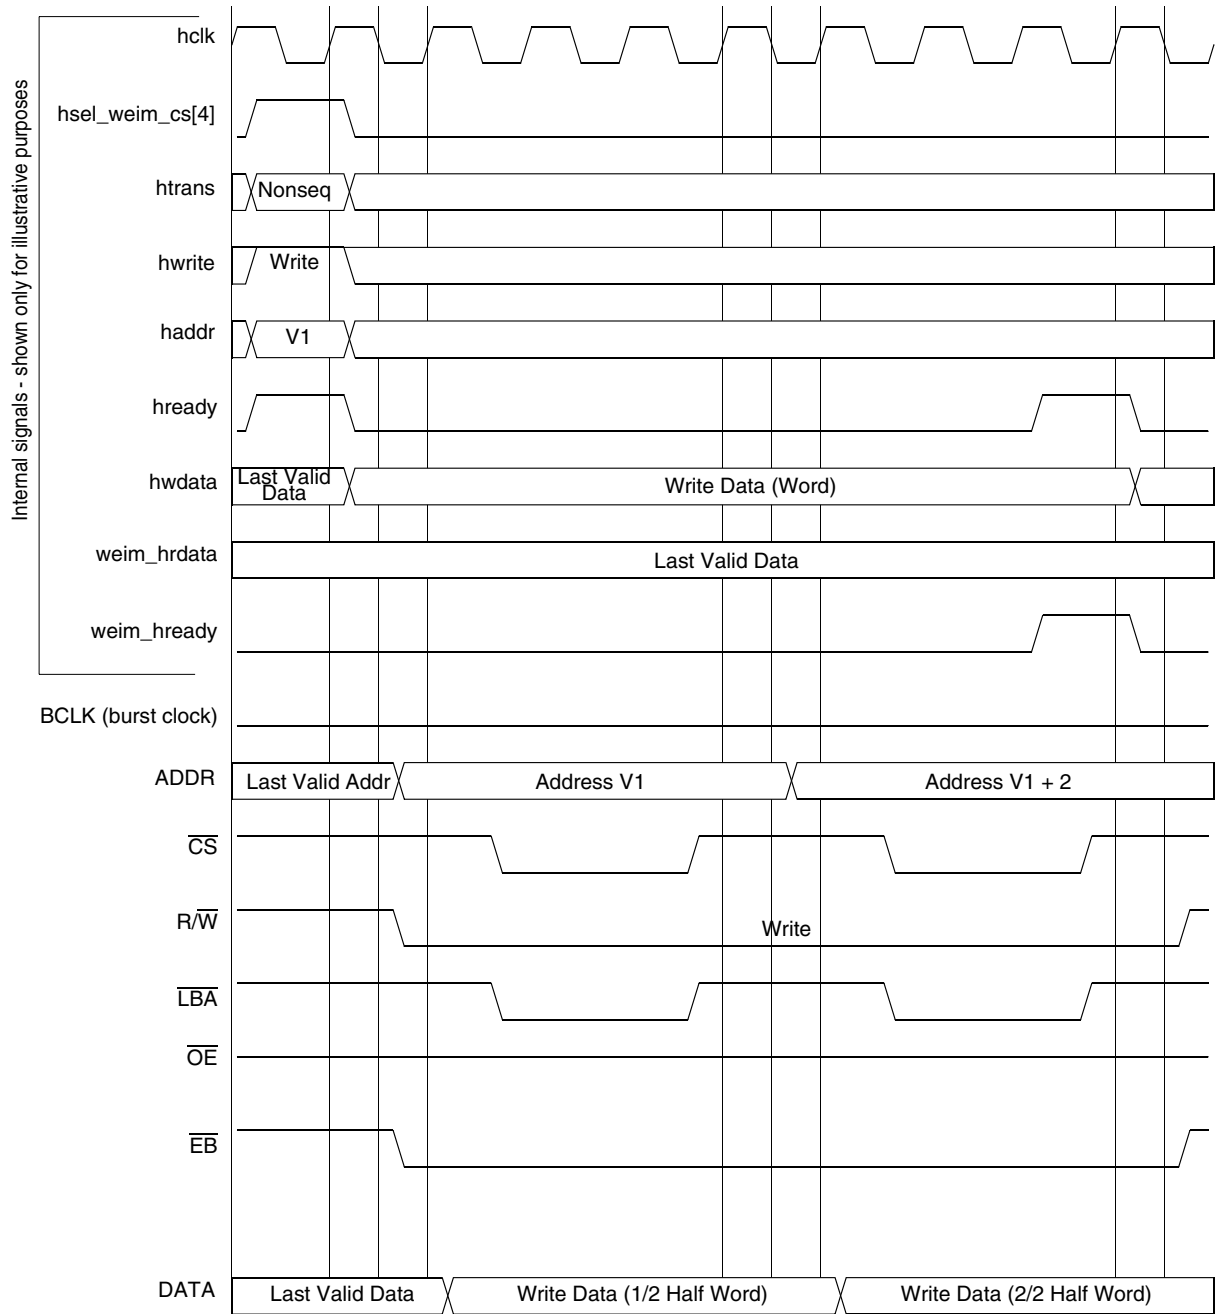 Internal signals - shown only for illustrative purposes
hclk
hsel_weim_cs[4]
htrans
Nonseq
hwrite
Write
haddr
V1
hready
hwdata
Last Valid
Data
Write Data (Word)
weim_hrdata
Last Valid Data
weim_hready
BCLK (burst clock)
ADDR
Last Valid Addr
Address V1
Address V1 + 2
CS
R/W
Write
LBA
OE
EB
DATA
Last Valid Data
Write Data (1/2 Half Word)
Write Data (2/2 Half Word)